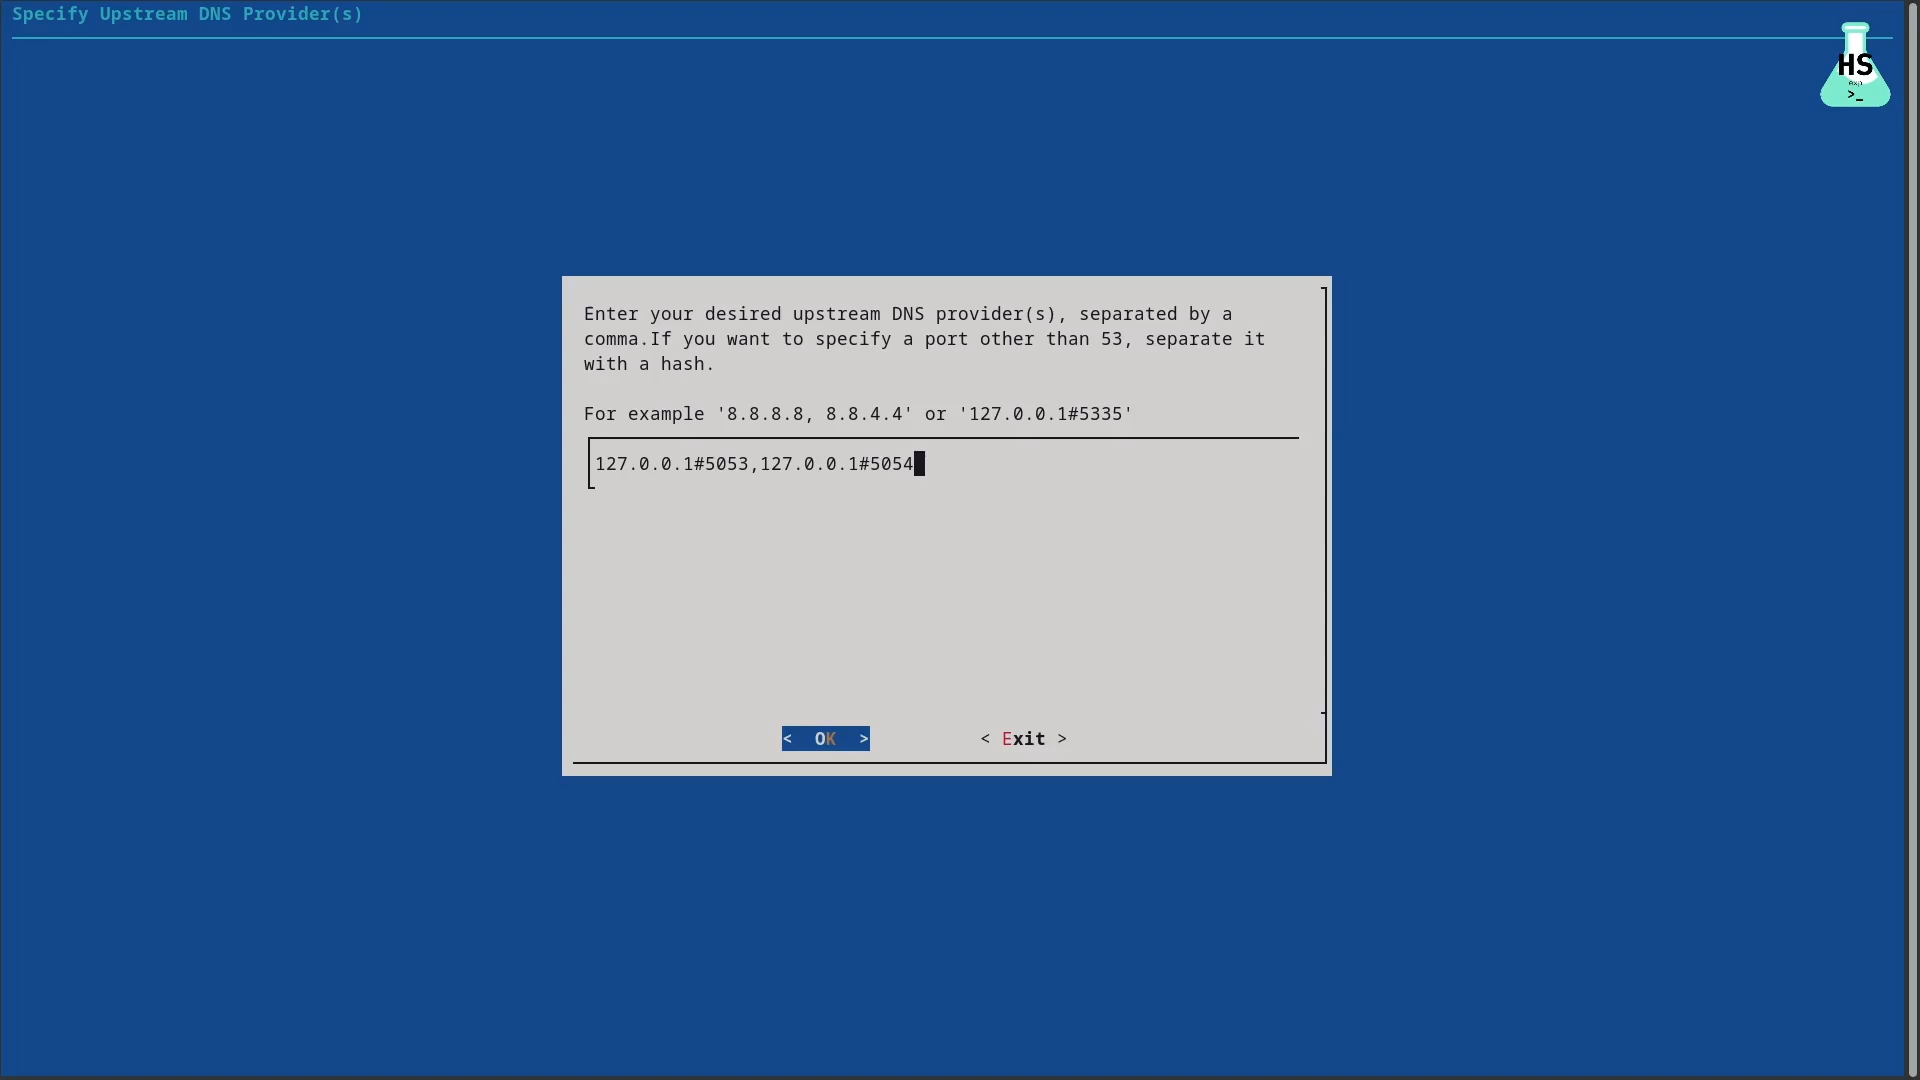 Specify Upstream DNS Provider(s)
HS
exp
>_
Enter your desired upstream DNS provider(s), separated by a
comma.If you want to specify a port other than 53, separate it
with a hash.
For example '8.8.8.8, 8.8.4.4' or '127.0.0.1#5335'
127.0.0.1#5053,127.0.0.1#5054
<  OK  > < Exit >